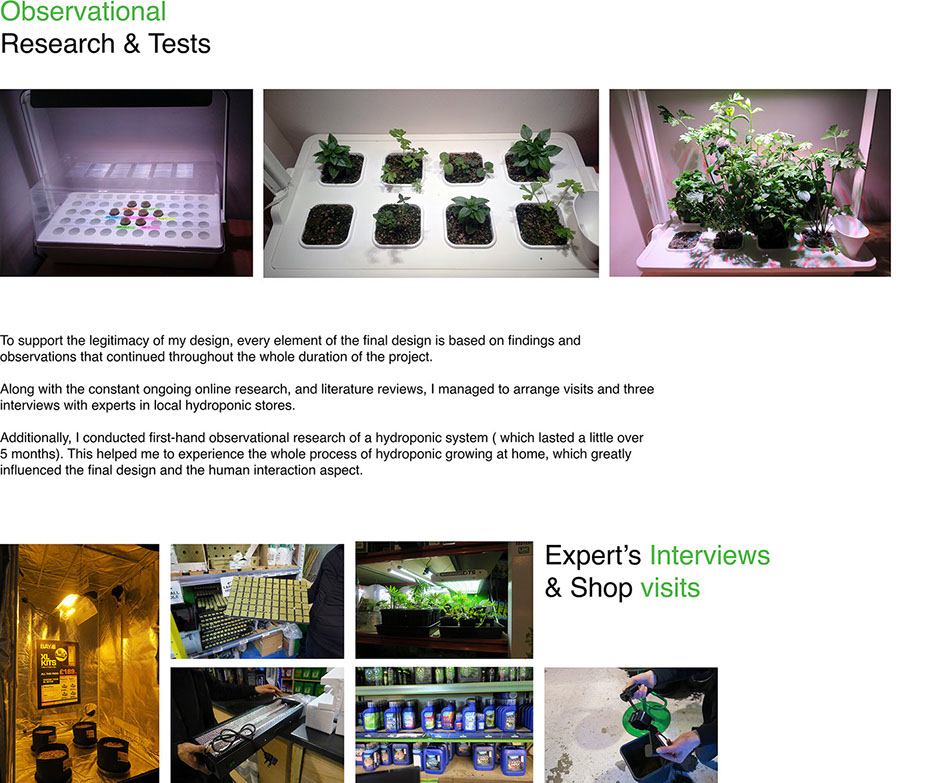 Observational
Research & Tests
To support the legitimacy of my design, every element of the final design is based on findings and
observations that continued throughout the whole duration of the project.
Along with the constant ongoing online research, and literature reviews, I managed to arrange visits and three
interviews with experts in local hydroponic stores.
Additionally, I conducted first-hand observational research of a hydroponic system ( which lasted a little over
5 months). This helped me to experience the whole process of hydroponic growing at home, which greatly
influenced the final design and the human interaction aspect.
Expert's Interviews
& Shop visits
BAY6
XL
KITS
£189